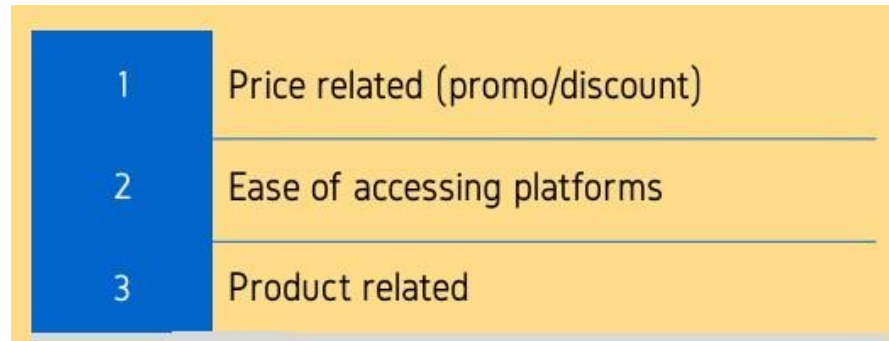 1 Price related (promo/discount)
2 Ease of accessing platforms
3 Product related